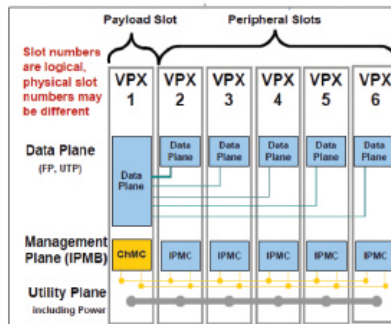 Payload Slot
Peripheral Slots
Slot numbers
are logical,
physical slot
numbers may
be different
VPX
1
VPX
2
VPX
3
VPX
4
VPX
5
VPX
6
Data Plane
(FP, UTP)
Data
Plane
Data
Plane
Data
Plane
Data
Plane
Data
Plane
Data
Plane
Management
Plane (IPMB)
ChMC
IPMC
IPMC
IPMC
IPMC
IPMC
Utility Plane
including Power